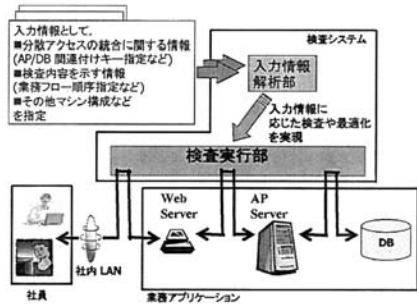 入力情報として,
■分散アクセスの統合に関する情報
(AP/DB 関連付けキー指定など)
■検査内容を示す情報
(業務フロー順序指定など)
■その他マシン構成など
を指定
検査システム
入力情報
解析部
入力情報に
応じた検査や最適化
を実現
検査実行部
Web
Server
AP
Server
DB
社内 LAN
社員
業務アプリケーション